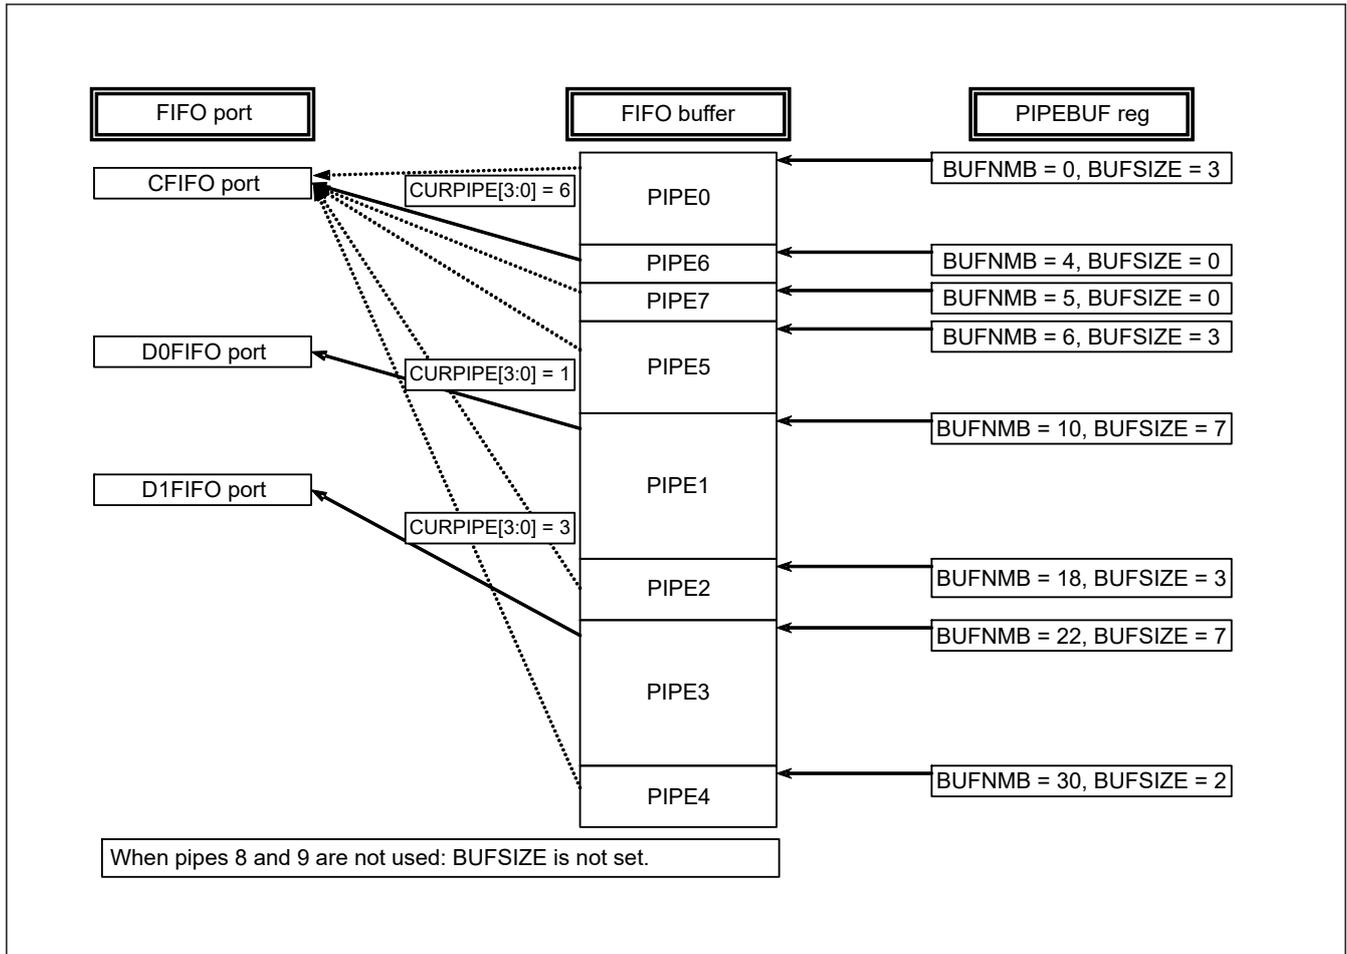 FIFO port
FIFO buffer
PIPEBUF reg
CFIFO port
CURPIPE[3:0] = 6
PIPE0
BUFNMB = 0, BUFSIZE = 3
PIPE6
BUFNMB = 4, BUFSIZE = 0
PIPE7
BUFNMB = 5, BUFSIZE = 0
D0FIFO port
CURPIPE[3:0] = 1
PIPE5
BUFNMB = 6, BUFSIZE = 3
BUFNMB = 10, BUFSIZE = 7
D1FIFO port
PIPE1
CURPIPE[3:0] = 3
PIPE2
BUFNMB = 18, BUFSIZE = 3
BUFNMB = 22, BUFSIZE = 7
PIPE3
PIPE4
BUFNMB = 30, BUFSIZE = 2
When pipes 8 and 9 are not used: BUFSIZE is not set.